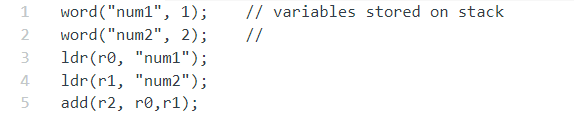 1 word("num1", 1); // variables stored on stack
2 word("num2", 2); //
3 ldr(r0, "num1");
4 ldr(r1, "num2");
5 add(r2, r0,r1);